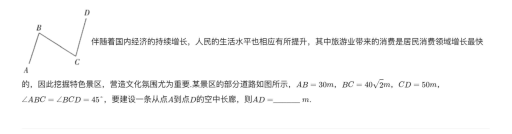 D
B
伴随着国内经济的持续增长，人民的生活水平也相应有所提升，其中旅游业带来的消费是居民消费领域增长最快
C
A
的，因此挖掘特色景区，营造文化氛围尤为重要.某景区的部分道路如图所示，AB = 30m，BC = 40√2m，CD = 50m，
∠ABC = ∠BCD = 45°，要建设一条从点A到点D的空中长廊，则AD =______ m.